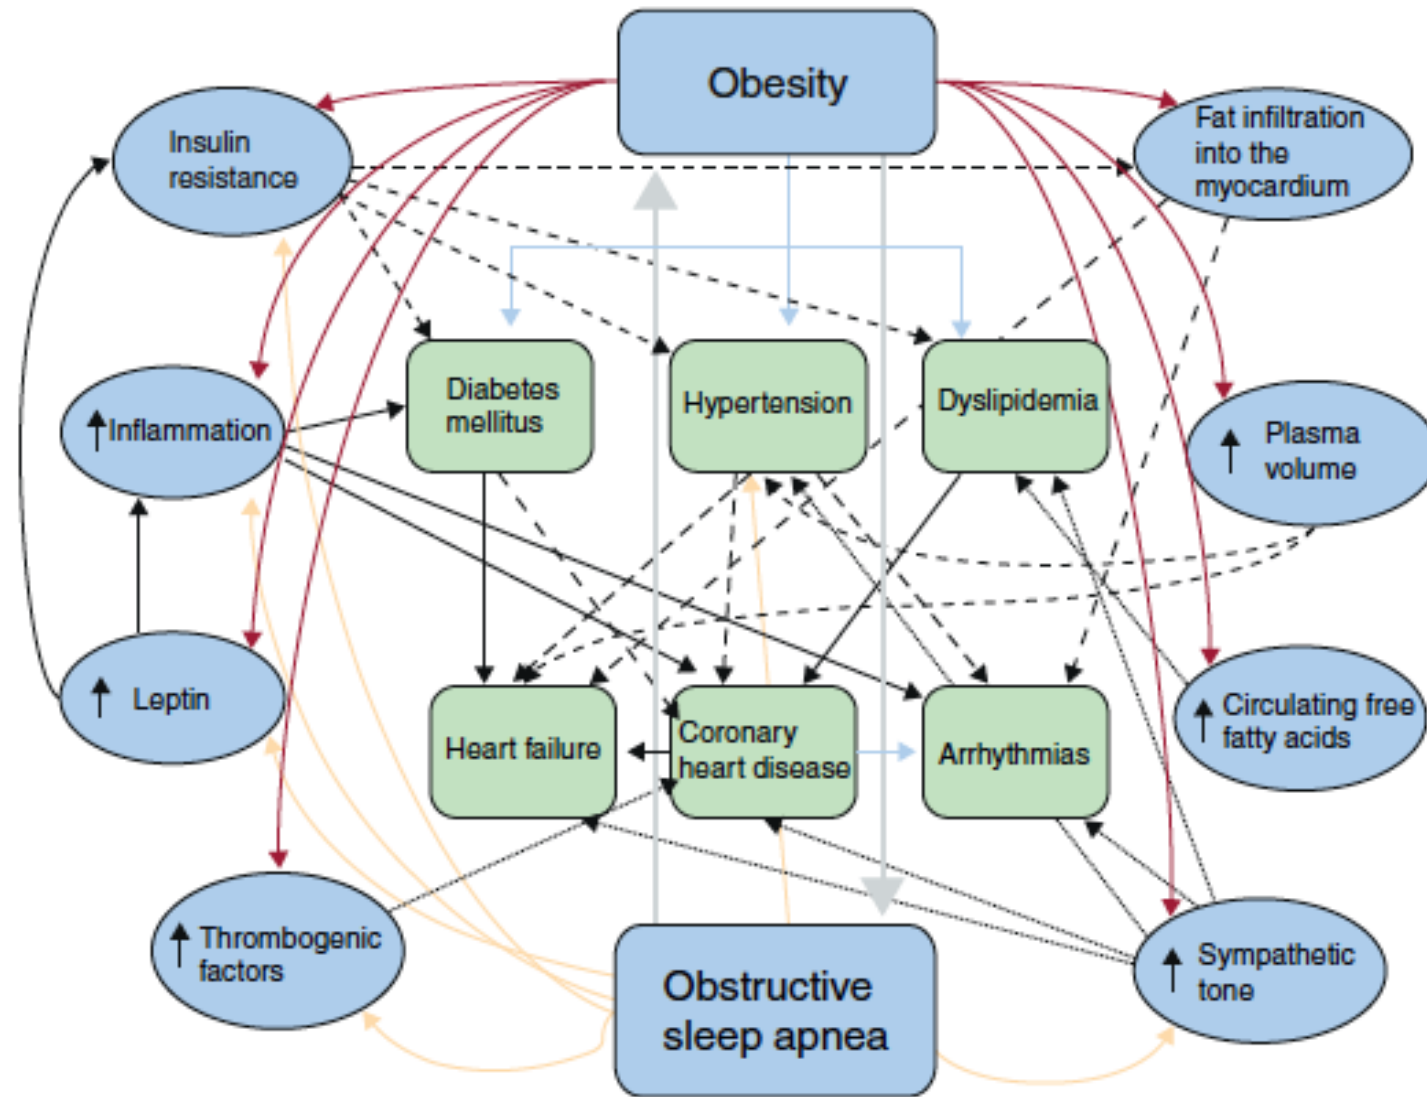 Obesity
Insulin
resistance
Fat infiltration
into the
myocardium
Diabetes
mellitus
Hypertension
Dyslipidemia
↑Inflammation
↑ Plasma
volume
↑ Leptin
Heart failure
Coronary
heart disease
Arrhythmias
↑ Circulating free
fatty acids
↑ Thrombogenic
factors
Obstructive
sleep apnea
↑ Sympathetic
tone